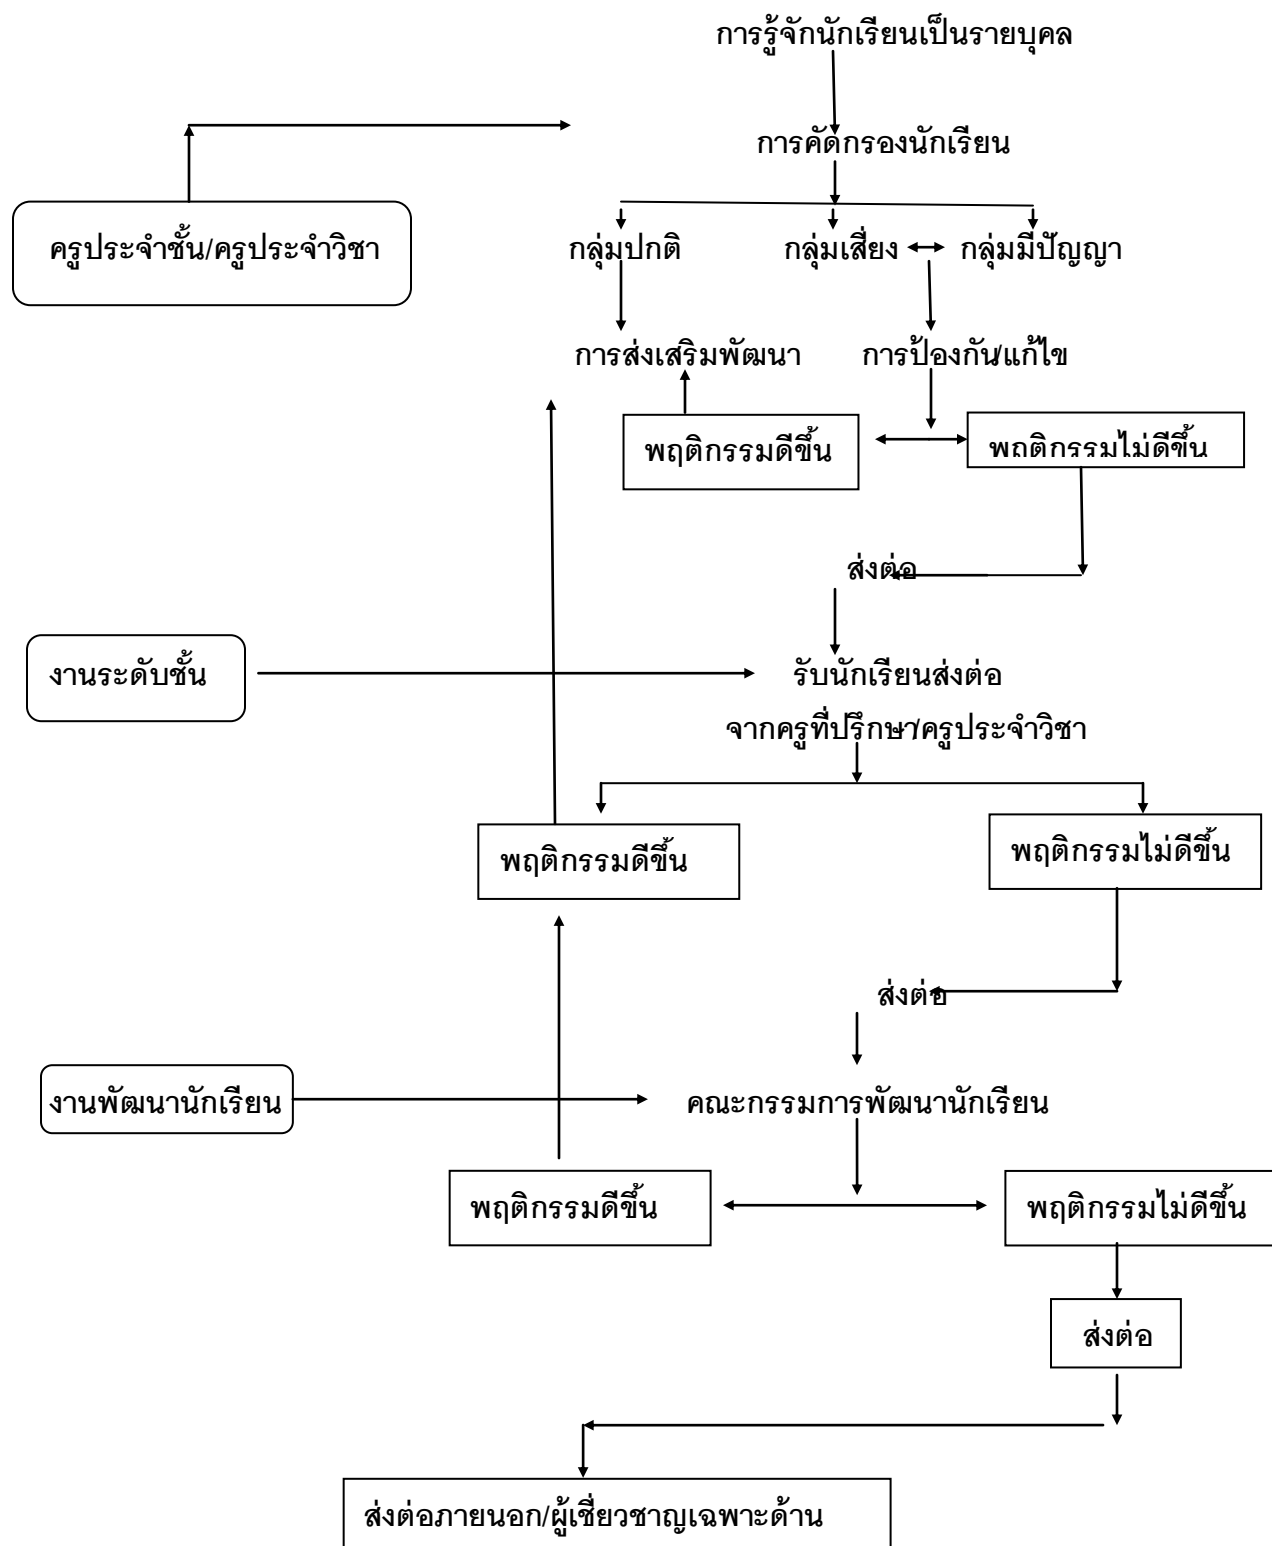 การรู้จักนักเรียนเป็นรายบุคล
การคัดกรองนักเรียน
ครูประจำชั้น/ครูประจำวิชา
กลุ่มปกติ
กลุ่มเสี่ยง
กลุ่มมีปัญญา
การส่งเสริมพัฒนา
การป้องกัน/แก้ไข
พฤติกรรมดีขึ้น
พฤติกรรมไม่ดีขึ้น
ส่งต่อ
งานระดับชั้น
รับนักเรียนส่งต่อ
จากครูที่ปรึกษา/ครูประจำวิชา
พฤติกรรมดีขึ้น
พฤติกรรมไม่ดีขึ้น
ส่งต่อ
งานพัฒนานักเรียน
คณะกรรมการพัฒนานักเรียน
พฤติกรรมดีขึ้น
พฤติกรรมไม่ดีขึ้น
ส่งต่อ
ส่งต่อภายนอก/ผู้เชี่ยวชาญเฉพาะด้าน